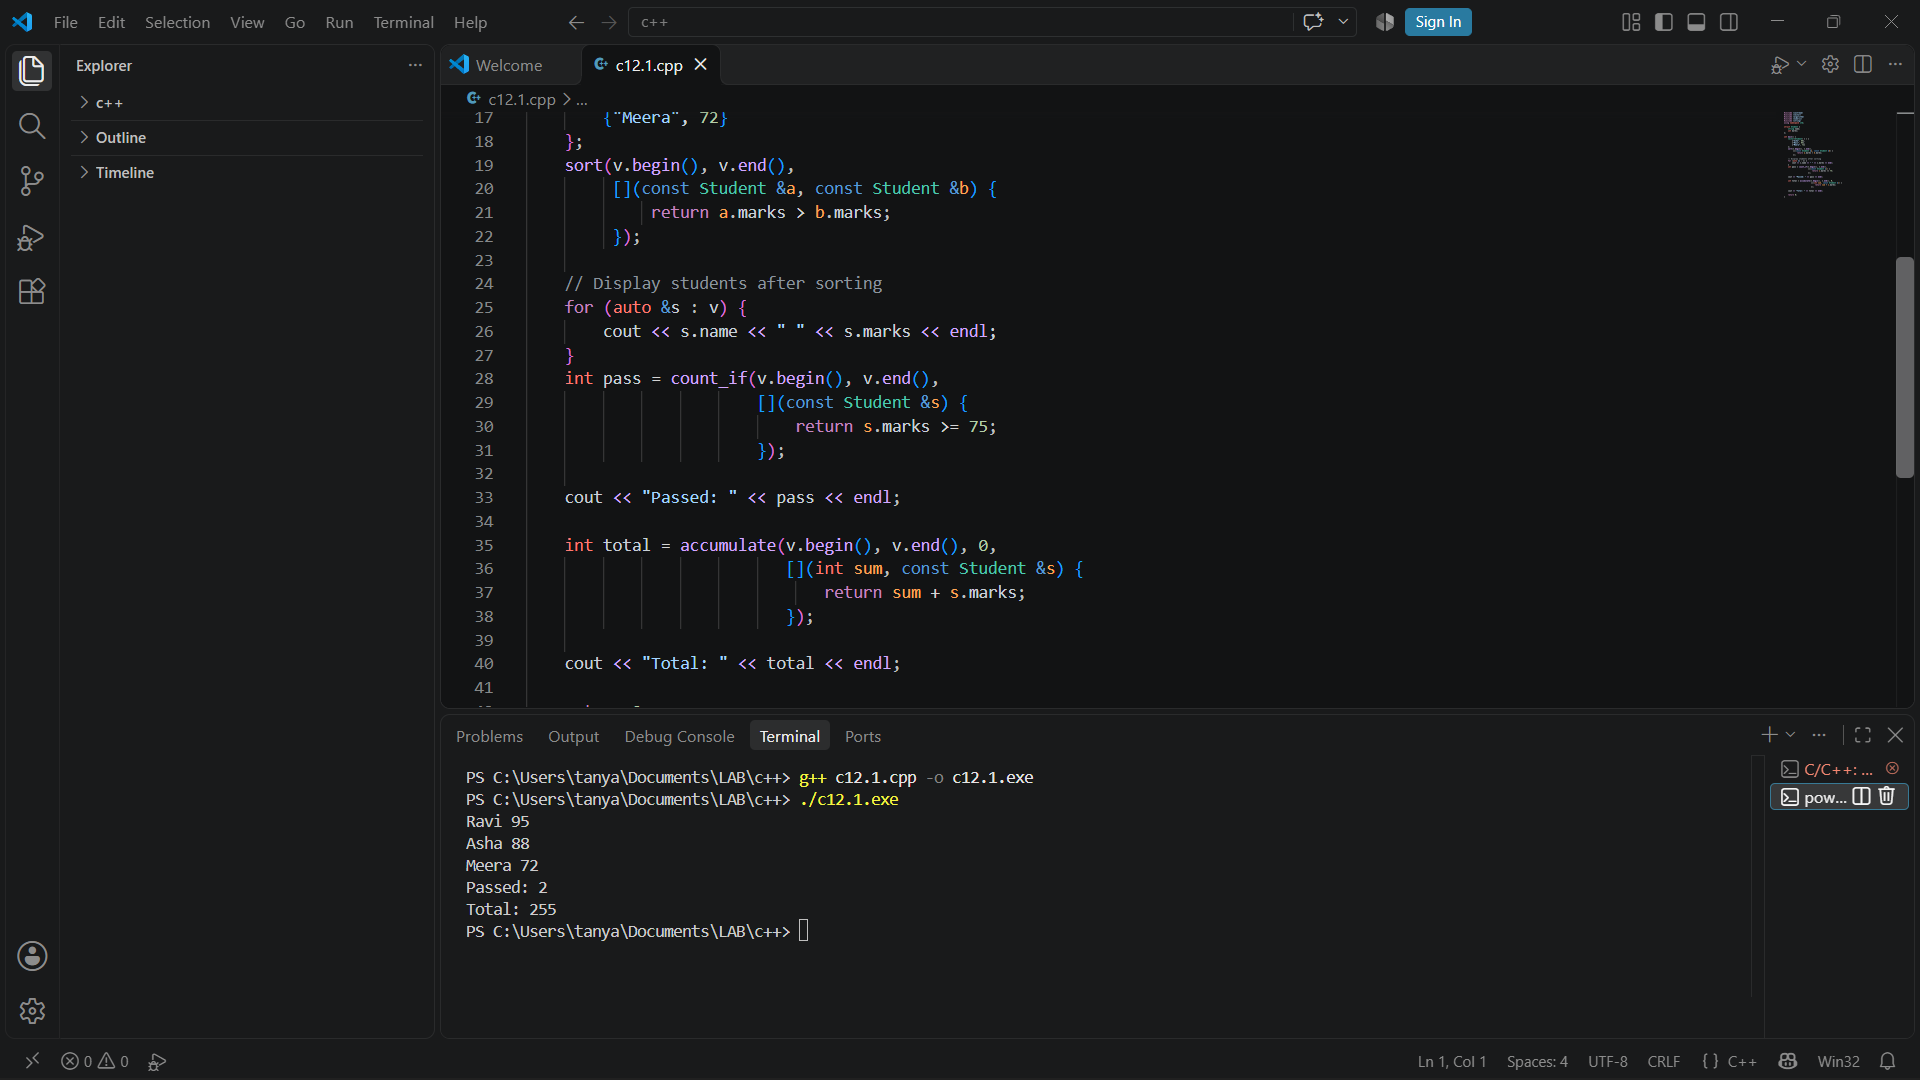 File Edit Selection View Go Run Terminal Help
c++
Sign In
Explorer
c++
Outline
Timeline
Welcome
c12.1.cpp
c12.1.cpp > ...
17 {"Meera", 72}
18 };
19 sort(v.begin(), v.end(),
20 [](const Student &a, const Student &b) {
21 return a.marks > b.marks;
22 });
23
24 // Display students after sorting
25 for (auto &s : v) {
26 cout << s.name << " " << s.marks << endl;
27 }
28 int pass = count_if(v.begin(), v.end(),
29 [](const Student &s) {
30 return s.marks >= 75;
31 });
32
33 cout << "Passed: " << pass << endl;
34
35 int total = accumulate(v.begin(), v.end(), 0,
36 [](int sum, const Student &s) {
37 return sum + s.marks;
38 });
39
40 cout << "Total: " << total << endl;
41
Problems Output Debug Console Terminal Ports
PS C:\Users\tanya\Documents\LAB\c++> g++ c12.1.cpp -o c12.1.exe
PS C:\Users\tanya\Documents\LAB\c++> ./c12.1.exe
Ravi 95
Asha 88
Meera 72
Passed: 2
Total: 255
PS C:\Users\tanya\Documents\LAB\c++>
C/C++: ...
pow...
0 0
Ln 1, Col 1 Spaces: 4 UTF-8 CRLF {} C++ Win32